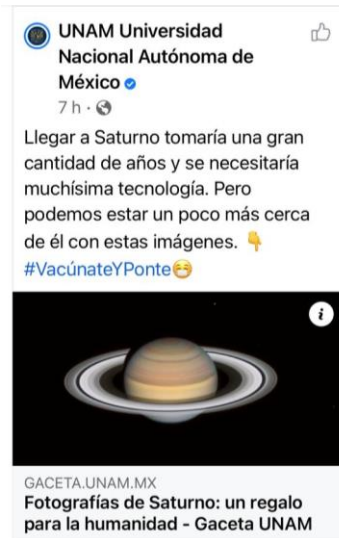 UNAM Universidad
Nacional Autónoma de
México
7 h ·
Llegar a Saturno tomaría una gran
cantidad de años y se necesitaría
muchísima tecnología. Pero
podemos estar un poco más cerca
de él con estas imágenes. 👇
#VacúnateYPonte😷
i
GACETA.UNAM.MX
Fotografías de Saturno: un regalo
para la humanidad - Gaceta UNAM